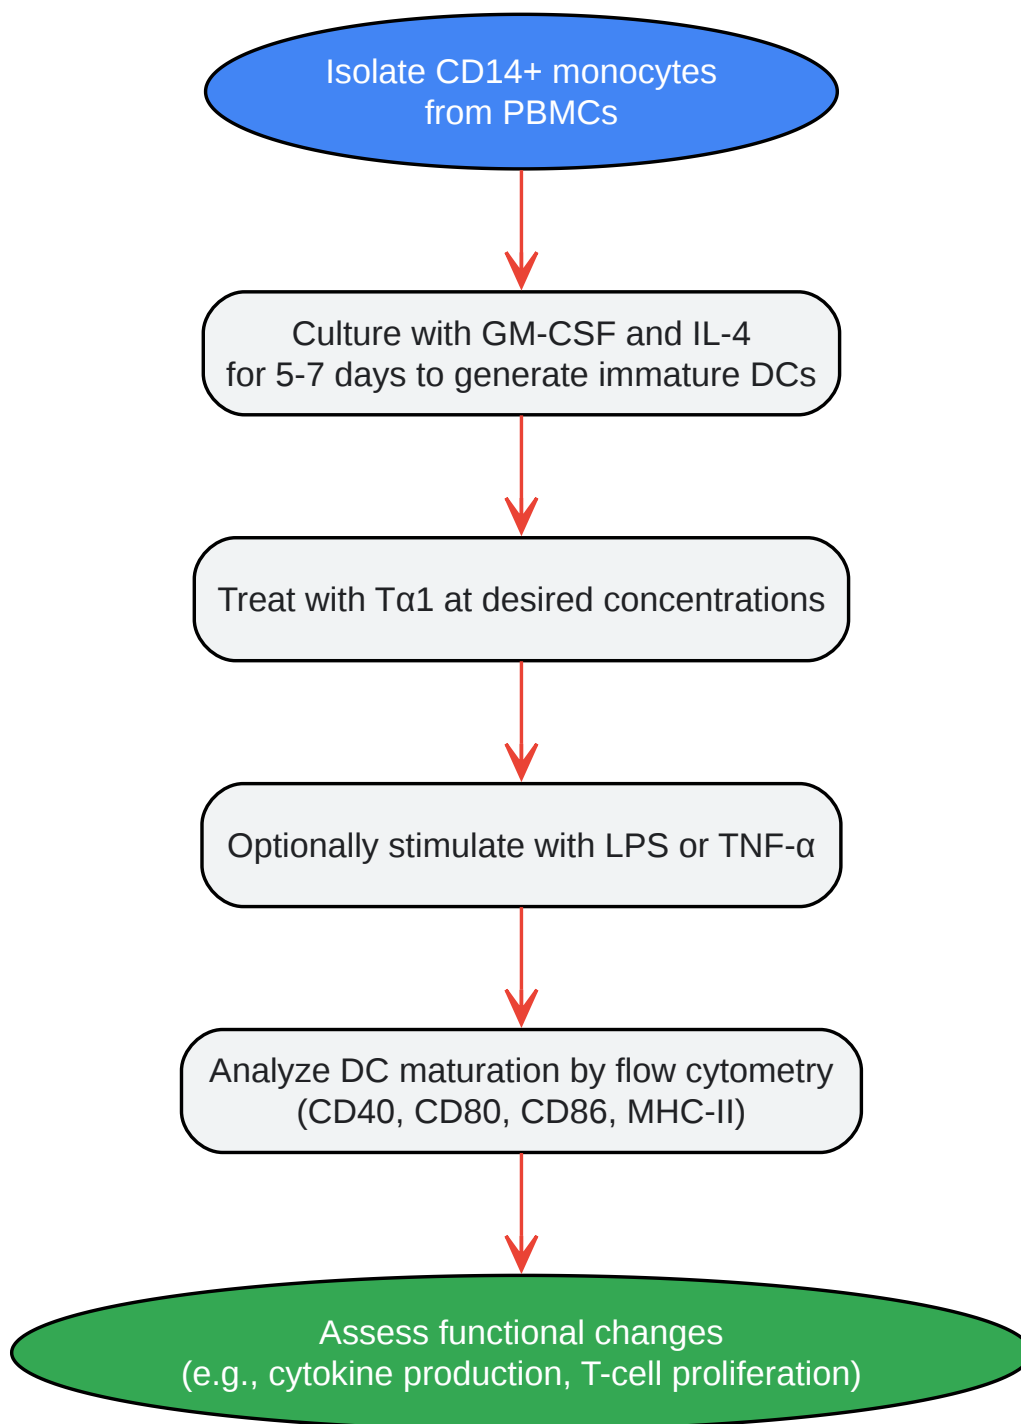 Isolate CD14+ monocytes
from PBMCs
Culture with GM-CSF and IL-4
for 5-7 days to generate immature DCs
Treat with Tα1 at desired concentrations
Optionally stimulate with LPS or TNF-α
Analyze DC maturation by flow cytometry
(CD40, CD80, CD86, MHC-II)
Assess functional changes
(e.g., cytokine production, T-cell proliferation)